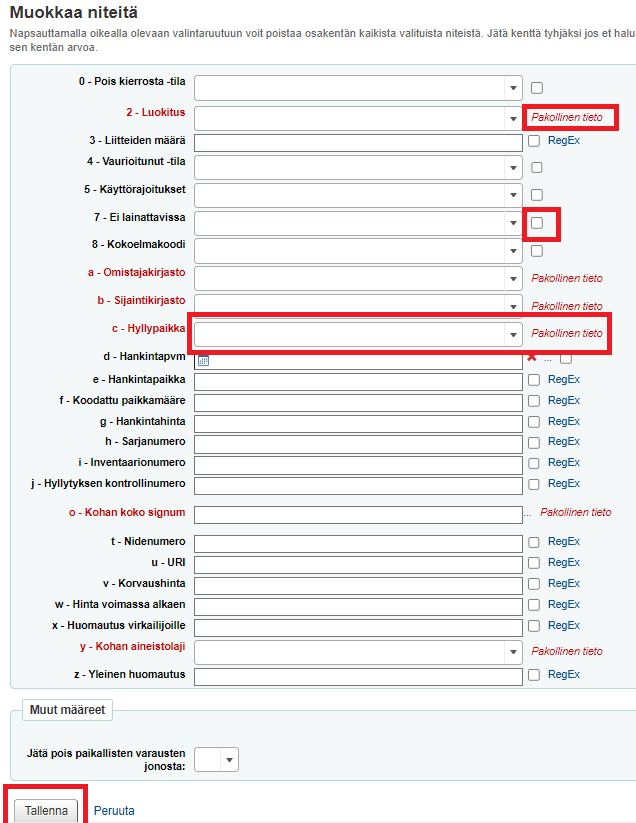 Muokkaa niteitä
Napsauttamalla oikealla olevaan valintaruutuun voit poistaa osakentän kaikista valituista niteistä. Jätä kenttä tyhjäksi jos et halu
sen kentän arvoa.
0 - Pois kierrosta -tila
2 - Luokitus Pakollinen tieto
3 - Liitteiden määrä RegEx
4 - Vaurioitunut -tila
5 - Käyttörajoitukset
7 - Ei lainattavissa
8 - Kokoelmakoodi
a - Omistajakirjasto Pakollinen tieto
b - Sijaintikirjasto Pakollinen tieto
c - Hyllypaikka Pakollinen tieto
d - Hankintapvm ...
e - Hankintapaikka RegEx
f - Koodattu paikkamääre RegEx
g - Hankintahinta RegEx
h - Sarjanumero RegEx
i - Inventaarionumero RegEx
j - Hyllytyksen kontrollinumero RegEx
o - Kohan koko signum ... Pakollinen tieto
t - Nidenumero RegEx
u - URI RegEx
v - Korvaushinta RegEx
w - Hinta voimassa alkaen RegEx
x - Huomautus virkailijoille RegEx
y - Kohan aineistolaji Pakollinen tieto
z - Yleinen huomautus RegEx
Muut määreet
Jätä pois paikallisten varausten
jonosta:
Tallenna Peruuta